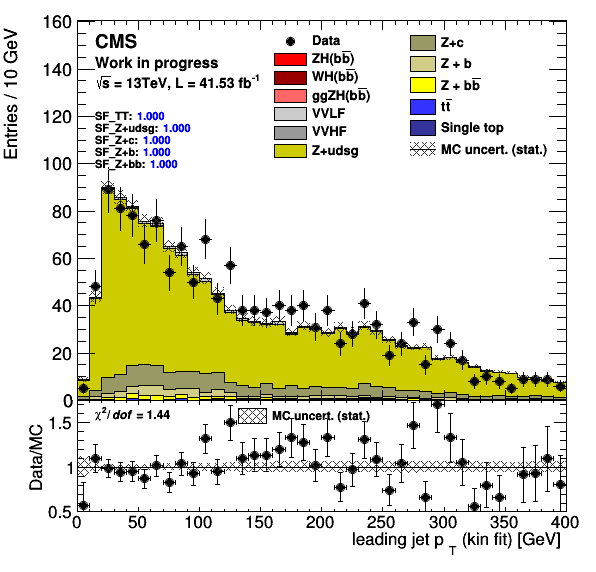 CMS
Work in progress
√s = 13TeV, L = 41.53 fb⁻¹
SF_TT: 1.000
SF_Z+udsg: 1.000
SF_Z+c: 1.000
SF_Z+b: 1.000
SF_Z+bb: 1.000
Data
ZH(bb̅)
WH(bb̅)
ggZH(bb̅)
VVLF
VVHF
Z+udsg
Z+c
Z + b
Z + bb̅
tt̅
Single top
MC uncert. (stat.)
Entries / 10 GeV
160
140
120
100
80
60
40
20
0
χ²/dof = 1.44
MC uncert. (stat.)
Data/MC
1.5
1
0.5
0 50 100 150 200 250 300 350 400
leading jet p_T (kin fit) [GeV]